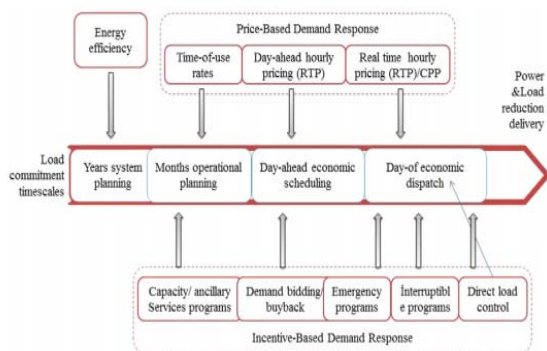 Price-Based Demand Response
Energy
efficiency
Time-of-use
rates
Day-ahead hourly
pricing (RTP)
Real time hourly
pricing (RTP)/CPP
Power
&Load
reduction
delivery
Load
commitment
timescales
Years system
planning
Months operational
planning
Day-ahead economic
scheduling
Day-of economic
dispatch
Capacity/ ancillary
Services programs
Demand bidding/
buyback
Emergency
programs
İnterruptibl
e programs
Direct load
control
Incentive-Based Demand Response